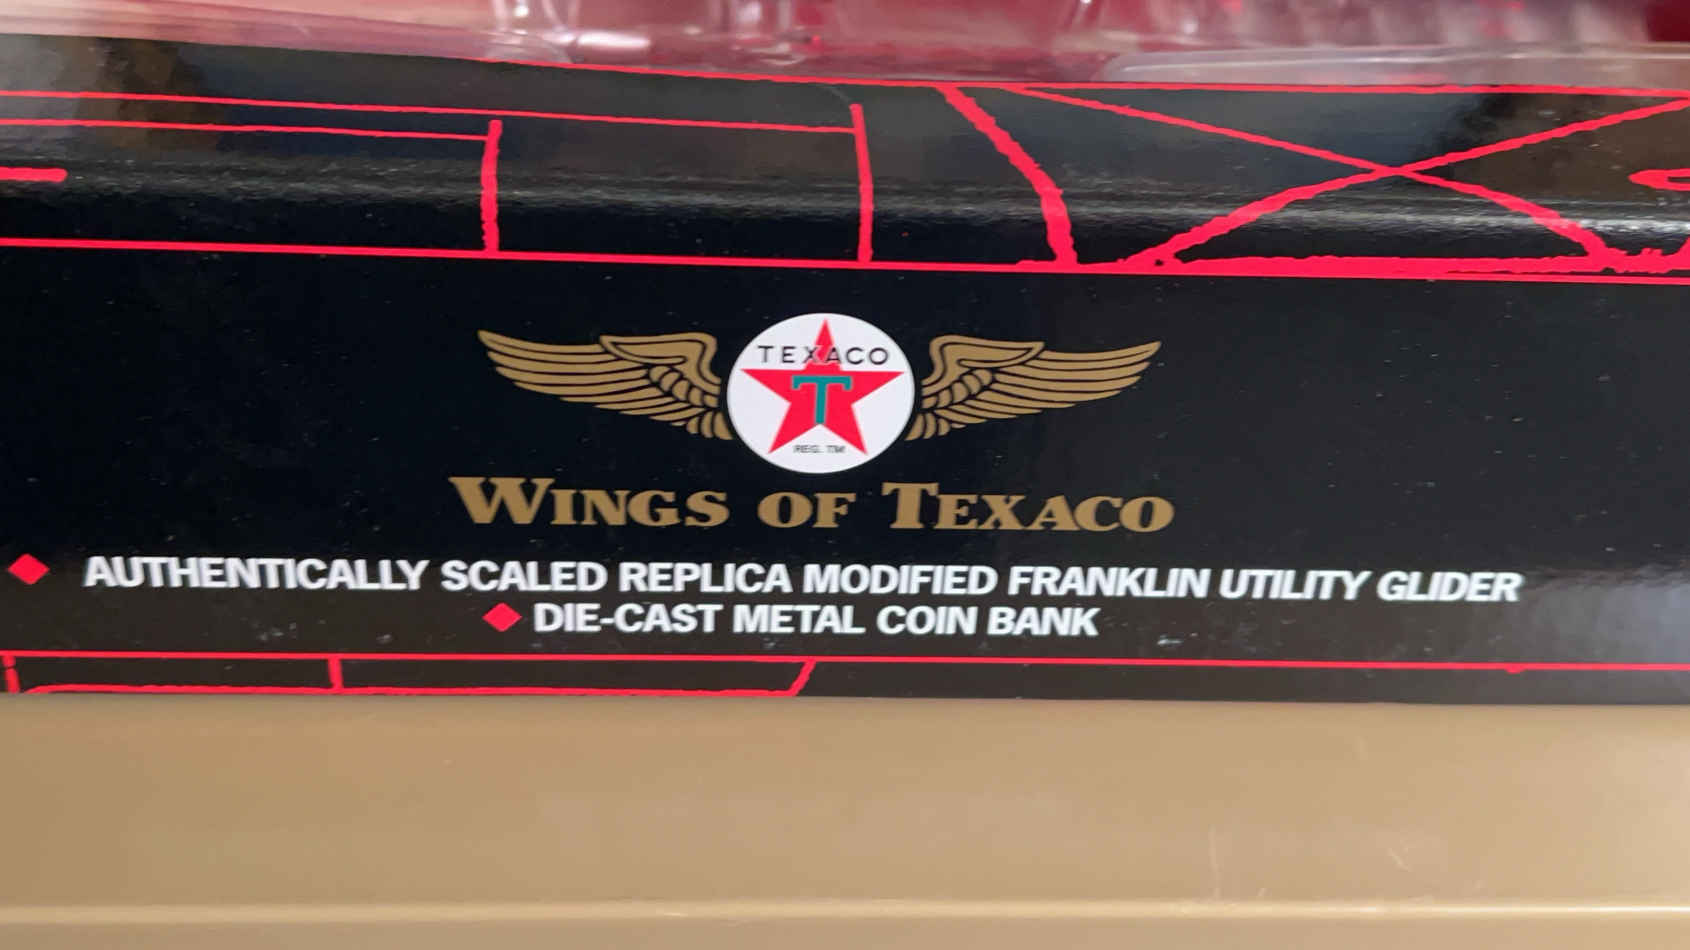 TEXACO
T
REG. TM
WINGS OF TEXACO
AUTHENTICALLY SCALED REPLICA MODIFIED FRANKLIN UTILITY GLIDER
DIE-CAST METAL COIN BANK